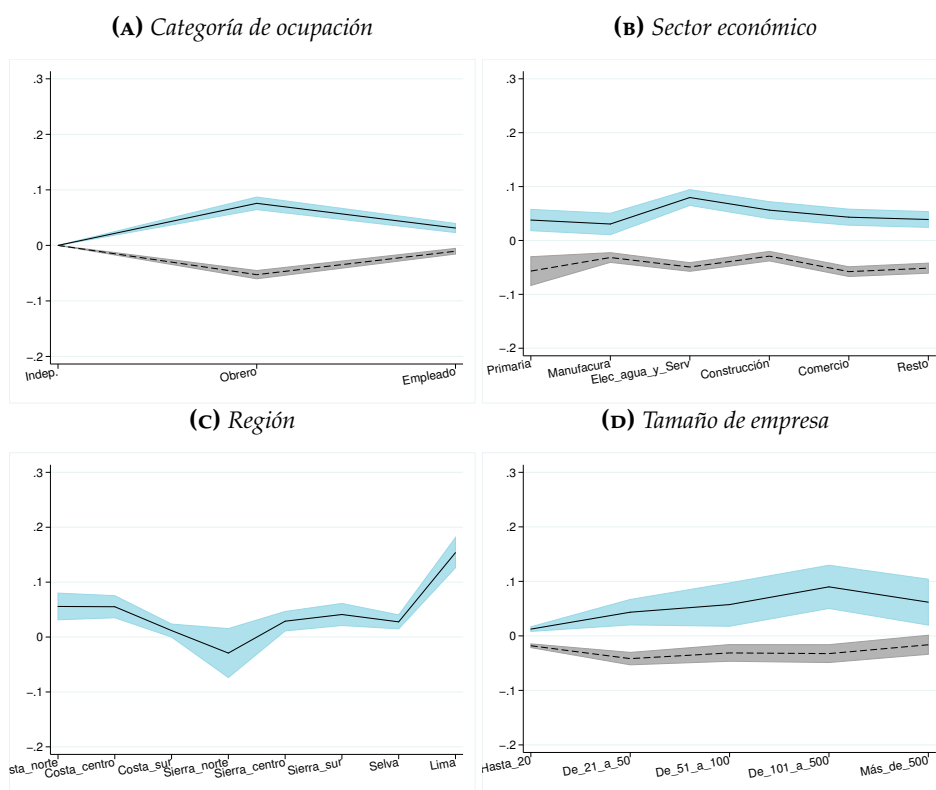 (A) Categoría de ocupación
.3
.2
.1
0
-.1
-.2
Indep.
Obrero
Empleado
(B) Sector económico
.3
.2
.1
0
-.1
-.2
Primaria
Manufacura
Elec_agua_y_Serv
Construcción
Comercio
Resto
(C) Región
.3
.2
.1
0
-.1
-.2
sta_norte
Costa_centro
Costa_sur
Sierra_norte
Sierra_centro
Sierra_sur
Selva
Lima
(D) Tamaño de empresa
.3
.2
.1
0
-.1
-.2
Hasta_20
De_21_a_50
De_51_a_100
De_101_a_500
Más_de_500